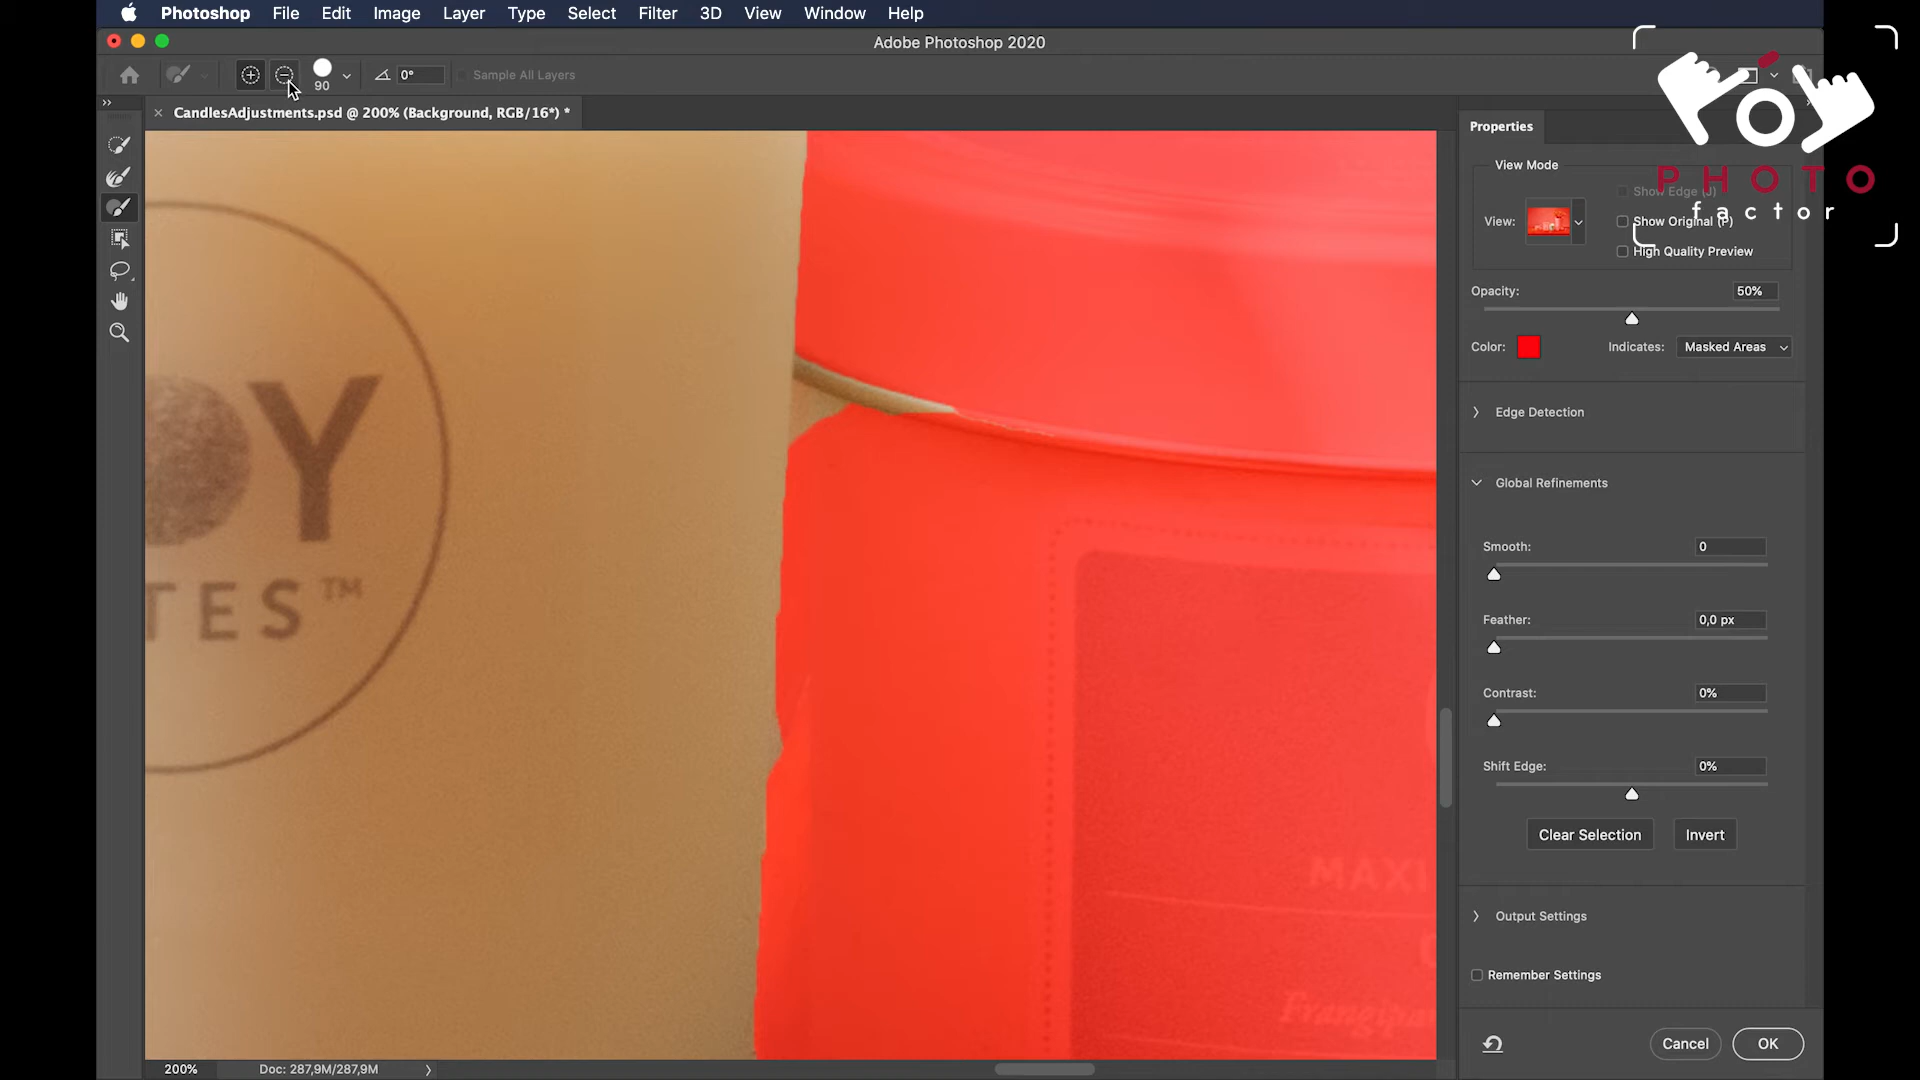 Photoshop File Edit Image Layer Type Select Filter 3D View Window Help
Adobe Photoshop 2020
90
0°
Sample All Layers
CandlesAdjustments.psd @ 200% (Background, RGB/16*) *
Properties
View Mode
Show Edge (J)
View:
Show Original (P)
High Quality Preview
PHOTO
factor
Opacity: 50%
Color:
Indicates: Masked Areas
Edge Detection
Global Refinements
Smooth: 0
Feather: 0,0 px
Contrast: 0%
Shift Edge: 0%
Clear Selection Invert
Output Settings
Remember Settings
Cancel OK
OY
TES™
MAXI
Frangipa
200% Doc: 287,9M/287,9M